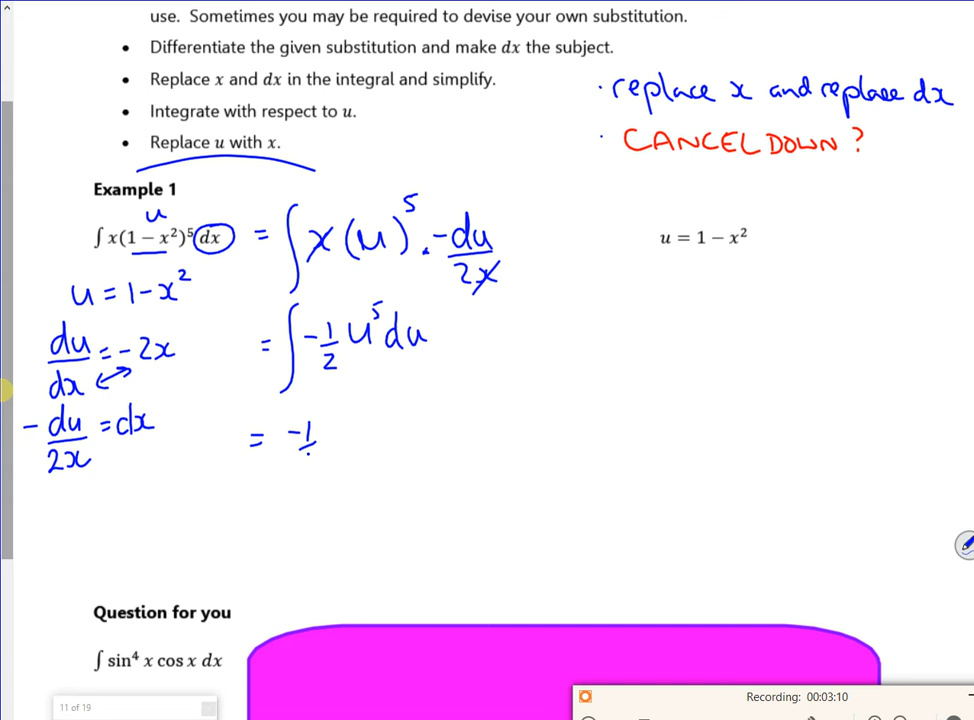 use. Sometimes you may be required to devise your own substitution.
• Differentiate the given substitution and make dx the subject.
• Replace x and dx in the integral and simplify.
• Integrate with respect to u.
• Replace u with x.
· replace x and replace dx
· CANCEL DOWN ?
Example 1
u
∫ x(1 − x²)⁵ dx = ∫ x (u)⁵ . -du/2x
u = 1 − x²
u = 1 - x²
du/dx = -2x
= ∫ -1/2 u⁵ du
- du/2x = dx
= -1/
Question for you
∫ sin⁴ x cos x dx
11 of 19
Recording: 00:03:10